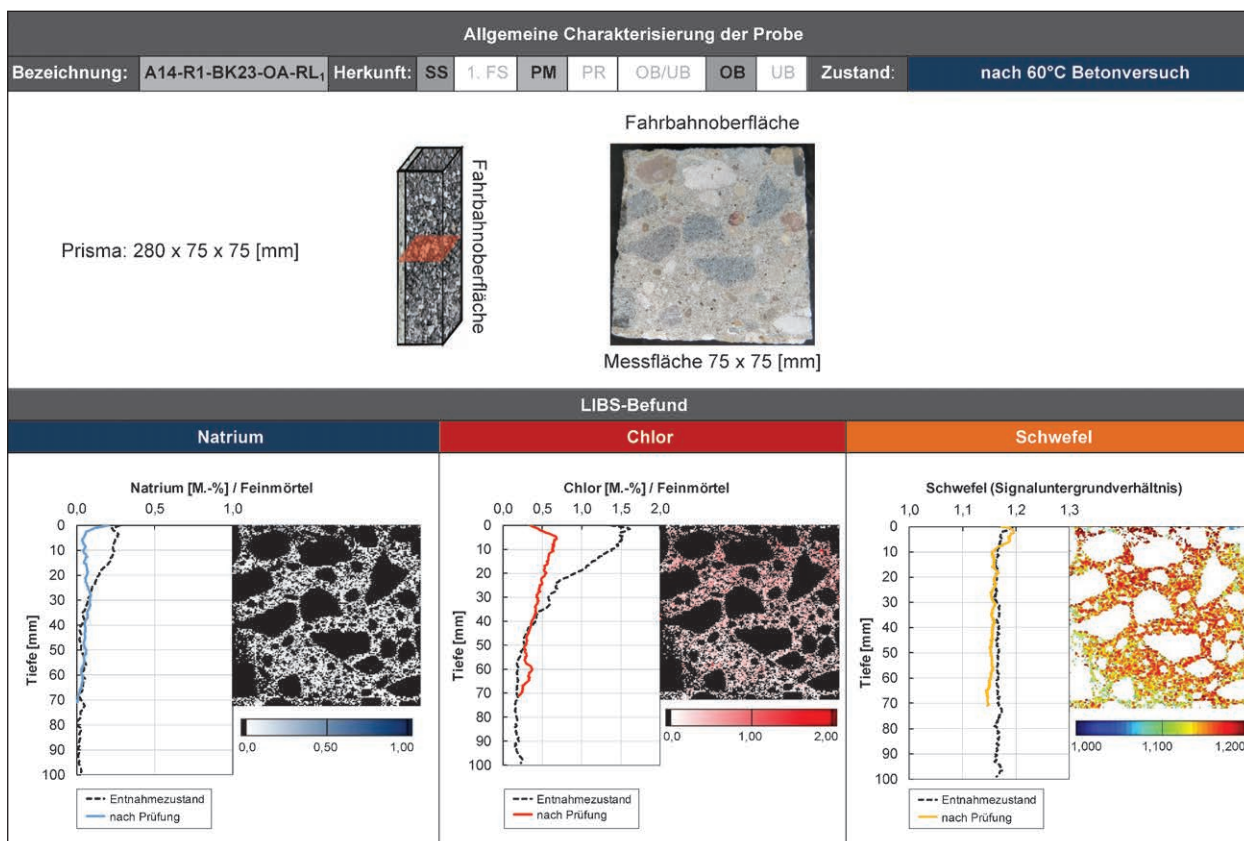 Allgemeine Charakterisierung der Probe
Bezeichnung: A14-R1-BK23-OA-RL1 Herkunft: SS 1. FS PM PR OB/UB OB UB Zustand: nach 60°C Betonversuch
Fahrbahnoberfläche
Fahrbahnoberfläche
Prisma: 280 x 75 x 75 [mm]
Messfläche 75 x 75 [mm]
LIBS-Befund
Natrium
Natrium [M.-%] / Feinmörtel
0,0 0,5 1,0
Tiefe [mm]
0
10
20
30
40
50
60
70
80
90
100
0,0 0,50 1,00
Entnahmezustand
nach Prüfung
Chlor
Chlor [M.-%] / Feinmörtel
0,0 0,5 1,0 1,5 2,0
Tiefe [mm]
0
10
20
30
40
50
60
70
80
90
100
0,0 1,00 2,00
Entnahmezustand
nach Prüfung
Schwefel
Schwefel (Signaluntergrundverhältnis)
1,0 1,1 1,2 1,3
Tiefe [mm]
0
10
20
30
40
50
60
70
80
90
100
1,000 1,100 1,200
Entnahmezustand
nach Prüfung